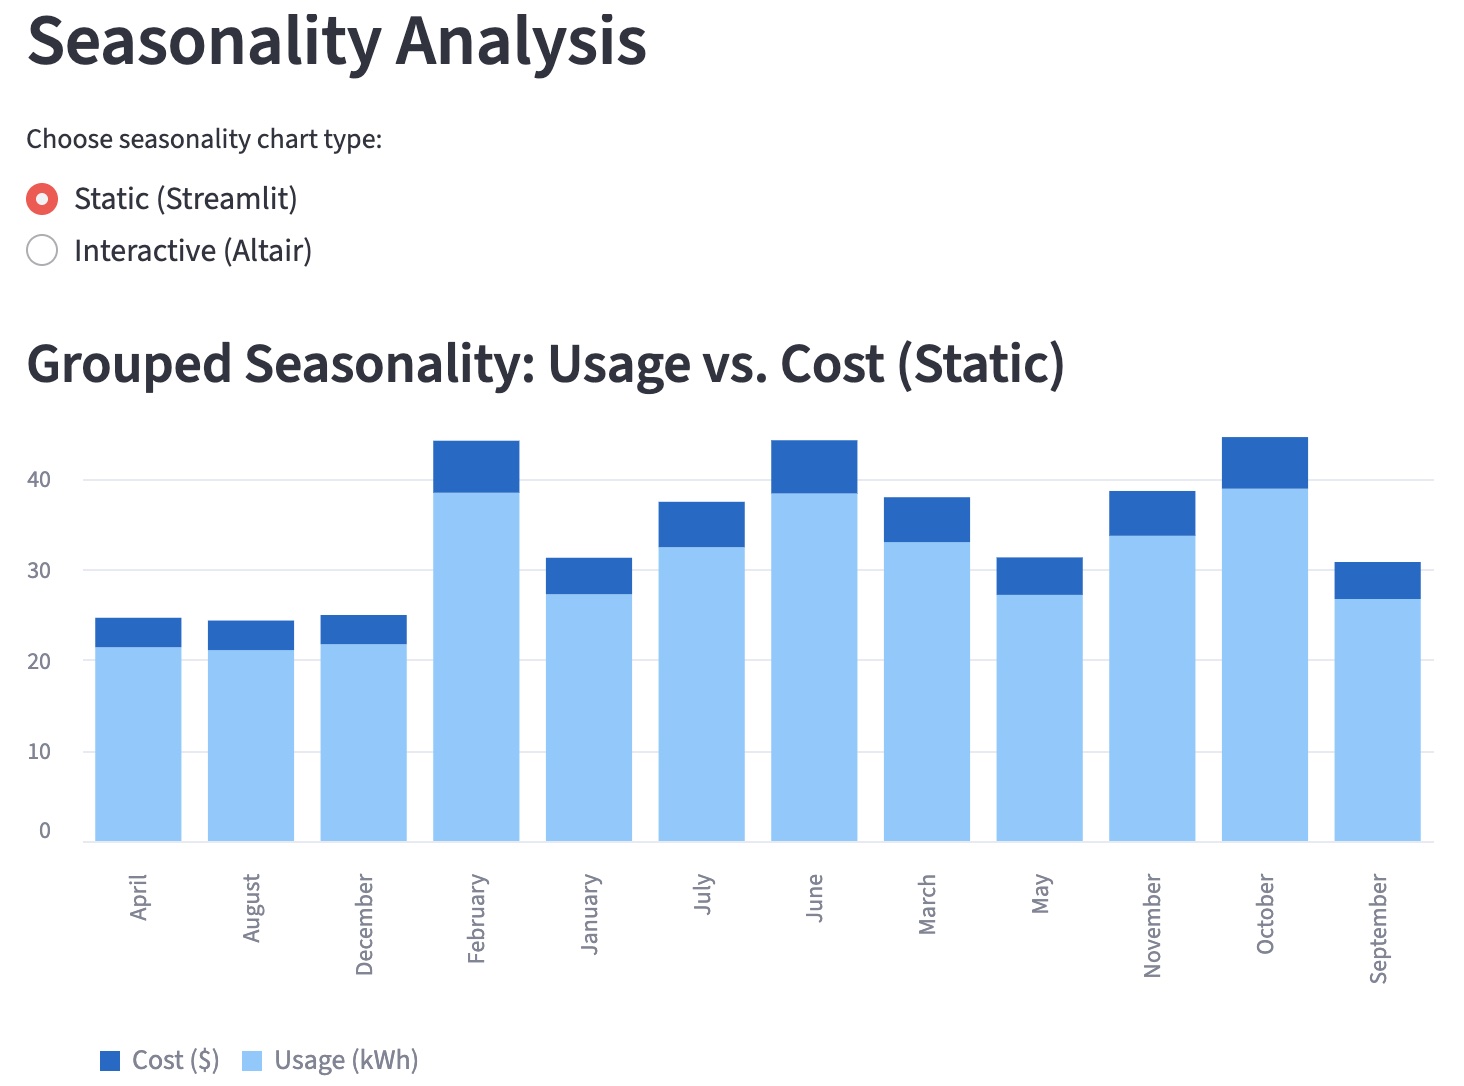 Seasonality Analysis
Choose seasonality chart type:
Static (Streamlit)
Interactive (Altair)
Grouped Seasonality: Usage vs. Cost (Static)
40
30
20
10
0
April
August
December
February
January
July
June
March
May
November
October
September
Cost ($)
Usage (kWh)